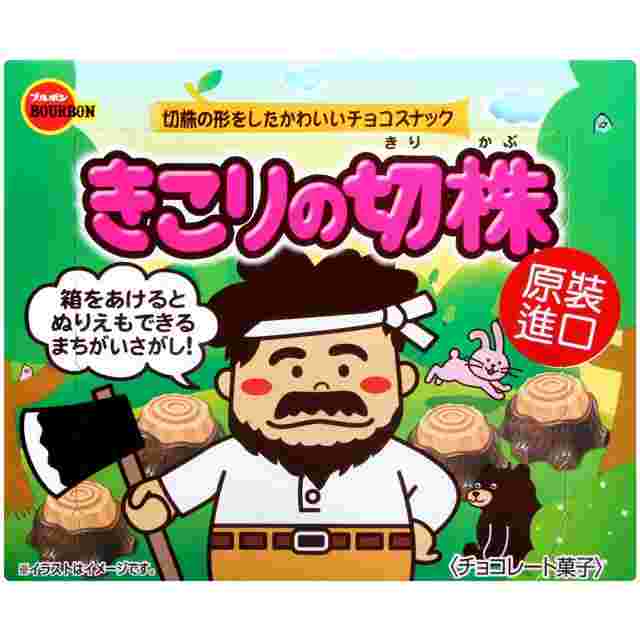 ブルボン
BOURBON
切株の形をしたかわいいチョコスナック
きり かぶ
きこりの切株
箱をあけると
ぬりえもできる
まちがいさがし!
原裝
進口
※イラストはイメージです。
〈チョコレート菓子〉